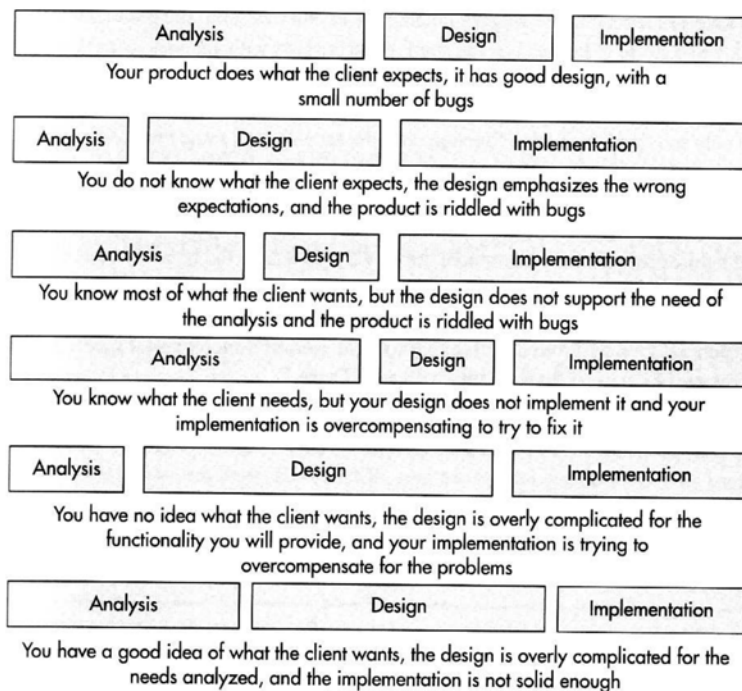 Analysis Design Implementation
Your product does what the client expects, it has good design, with a
small number of bugs
Analysis Design Implementation
You do not know what the client expects, the design emphasizes the wrong
expectations, and the product is riddled with bugs
Analysis Design Implementation
You know most of what the client wants, but the design does not support the need of
the analysis and the product is riddled with bugs
Analysis Design Implementation
You know what the client needs, but your design does not implement it and your
implementation is overcompensating to try to fix it
Analysis Design Implementation
You have no idea what the client wants, the design is overly complicated for the
functionality you will provide, and your implementation is trying to
overcompensate for the problems
Analysis Design Implementation
You have a good idea of what the client wants, the design is overly complicated for the
needs analyzed, and the implementation is not solid enough